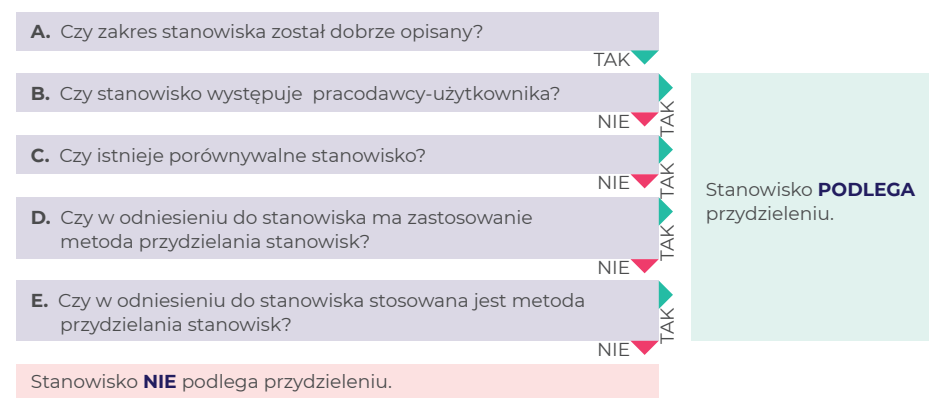 A. Czy zakres stanowiska został dobrze opisany?
TAK
B. Czy stanowisko występuje pracodawcy-użytkownika?
TAK
NIE
C. Czy istnieje porównywalne stanowisko?
TAK
NIE
D. Czy w odniesieniu do stanowiska ma zastosowanie
metoda przydzielania stanowisk?
TAK
NIE
E. Czy w odniesieniu do stanowiska stosowana jest metoda
przydzielania stanowisk?
TAK
NIE
Stanowisko NIE podlega przydzieleniu.
Stanowisko PODLEGA
przydzieleniu.